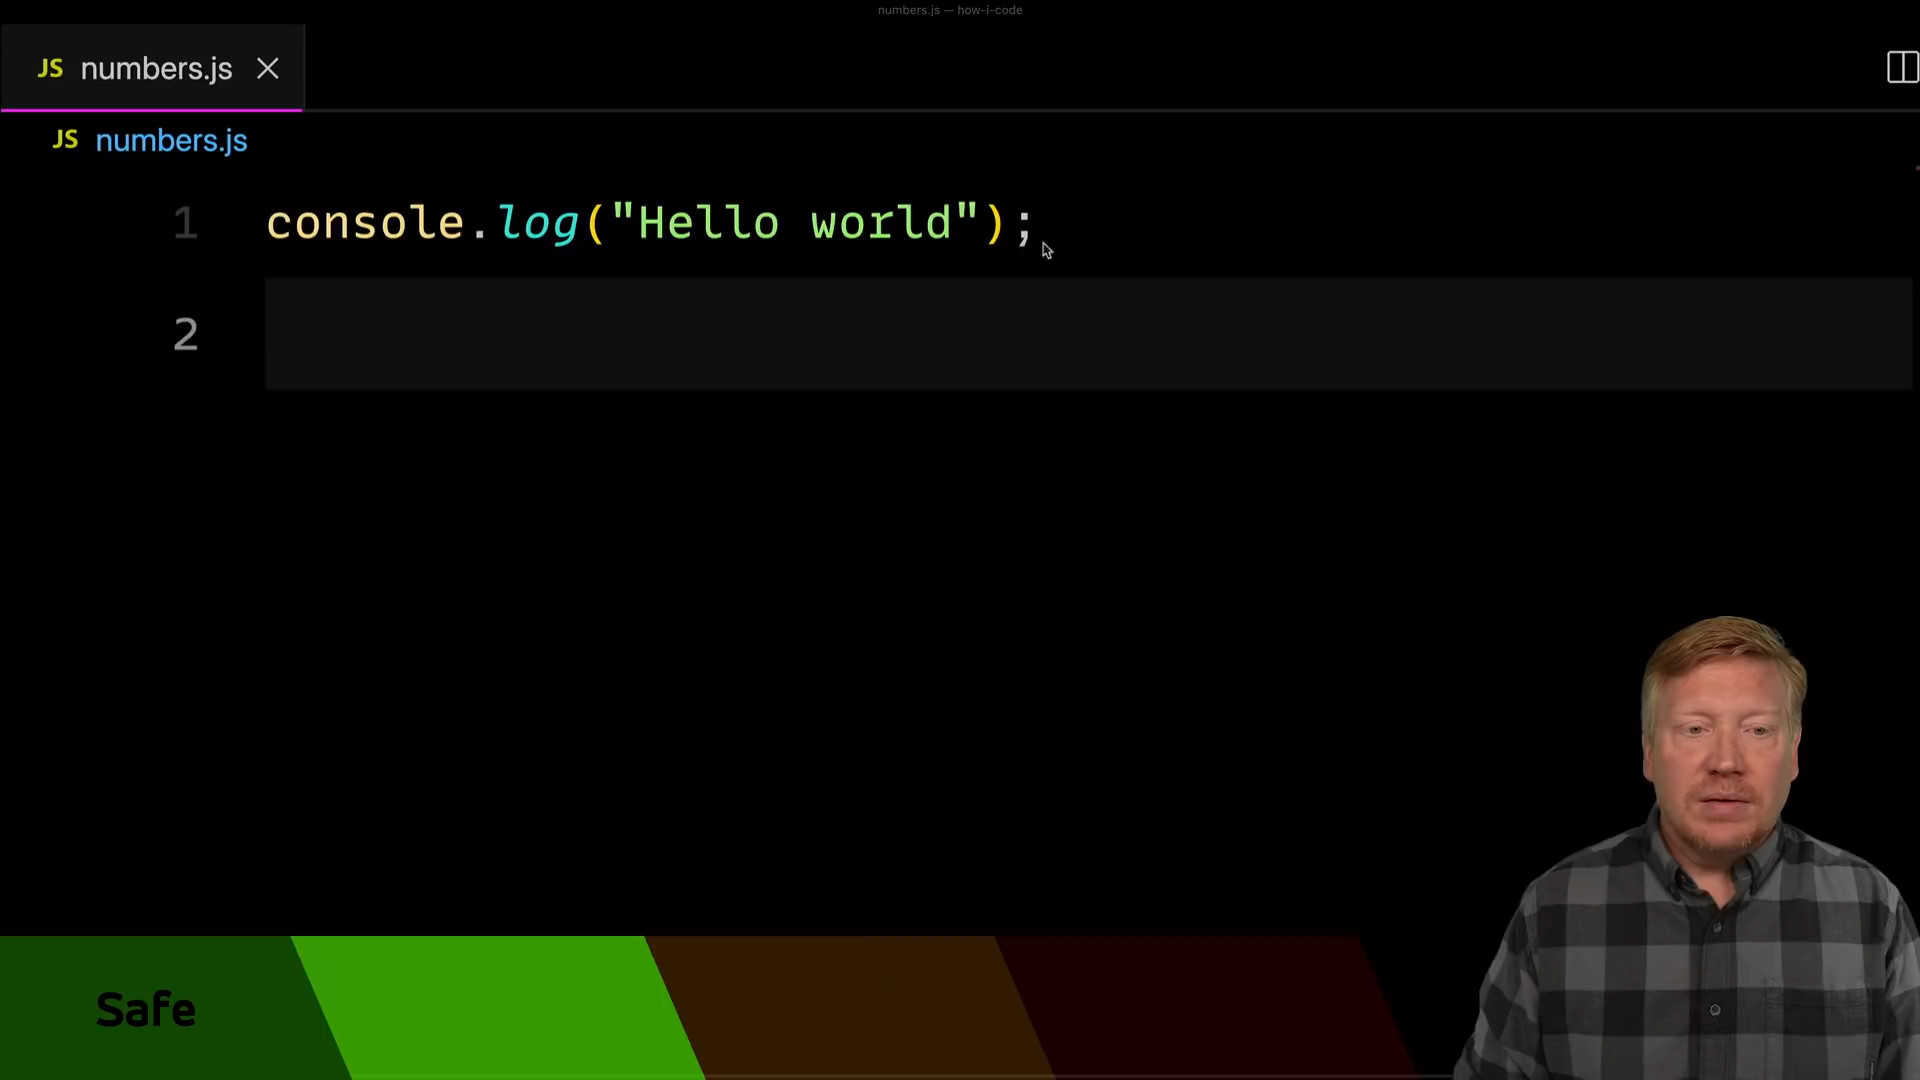 numbers.js — how-i-code
JS numbers.js
JS numbers.js
1 console.log("Hello world");
2
Safe